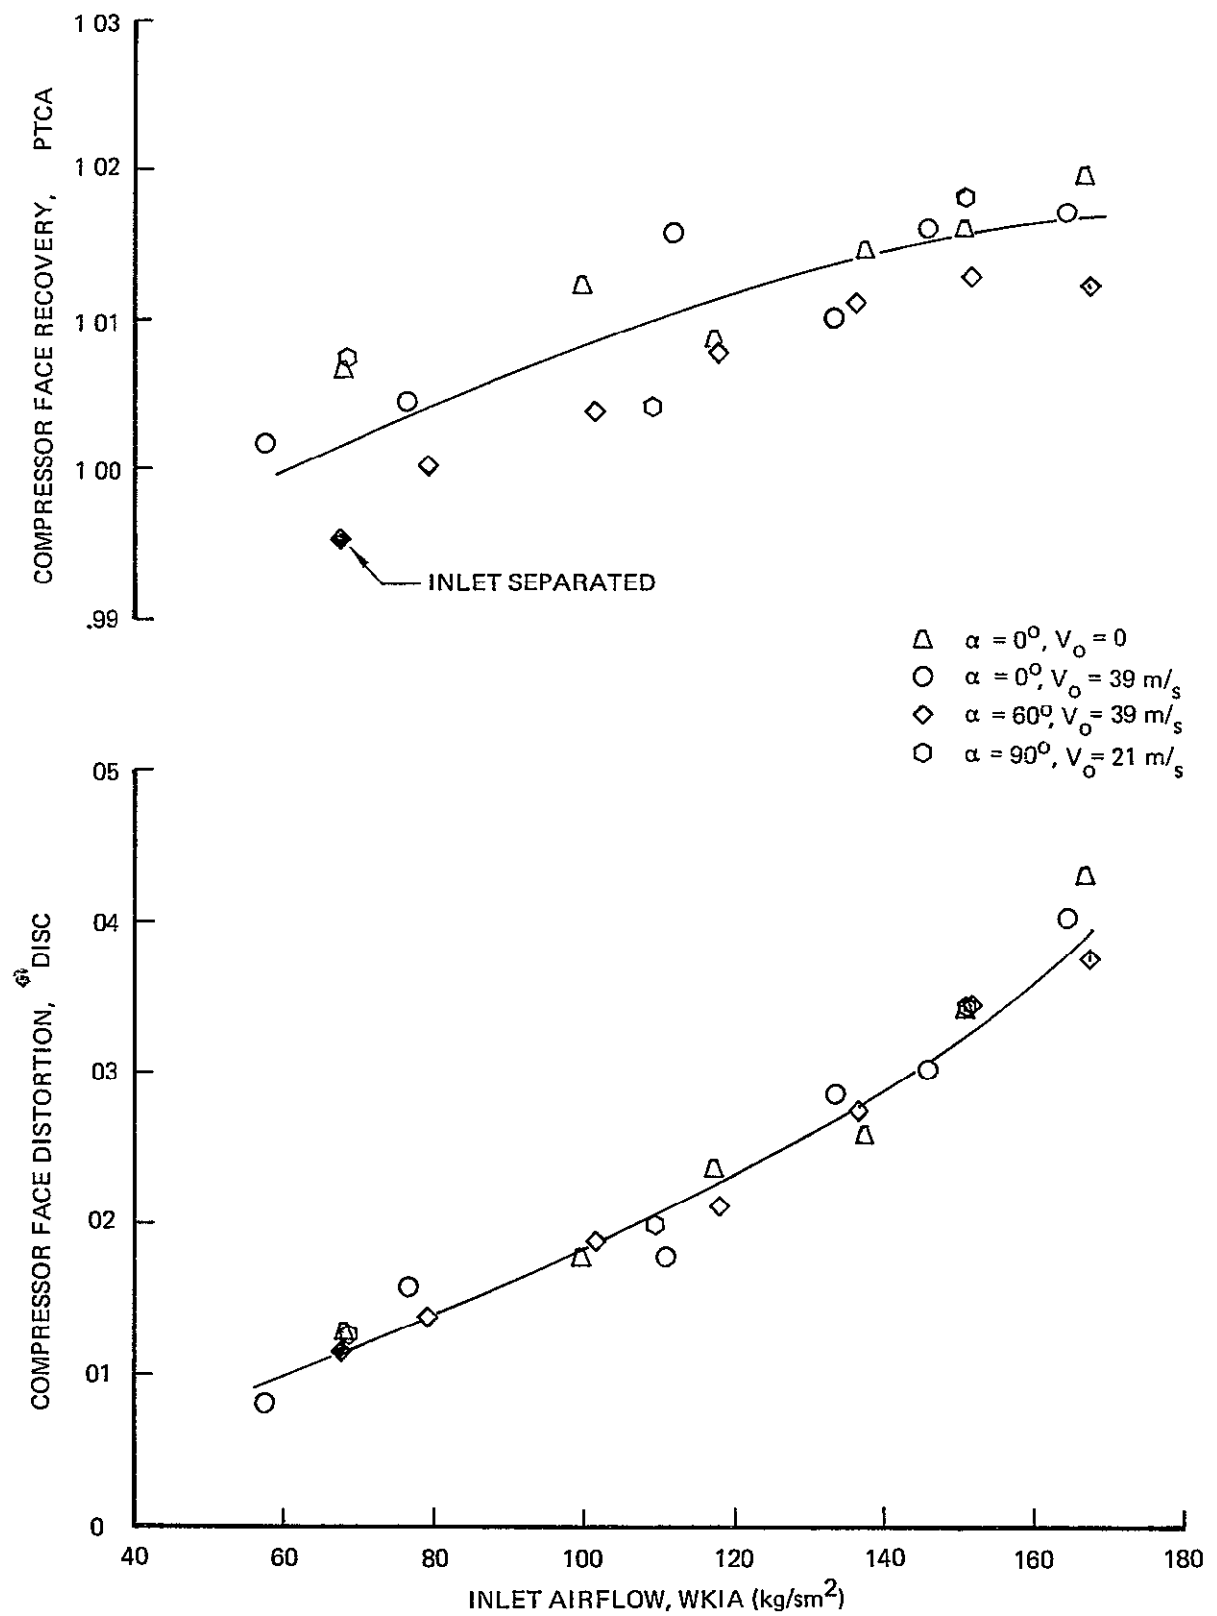 1 03
1 02
1 01
1 00
.99
COMPRESSOR FACE RECOVERY, PTCA
INLET SEPARATED
α = 0°, V₀ = 0
α = 0°, V₀ = 39 m/s
α = 60°, V₀ = 39 m/s
α = 90°, V₀ = 21 m/s
05
04
03
02
01
0
COMPRESSOR FACE DISTORTION, DISC
40 60 80 100 120 140 160 180
INLET AIRFLOW, WKIA (kg/sm²)